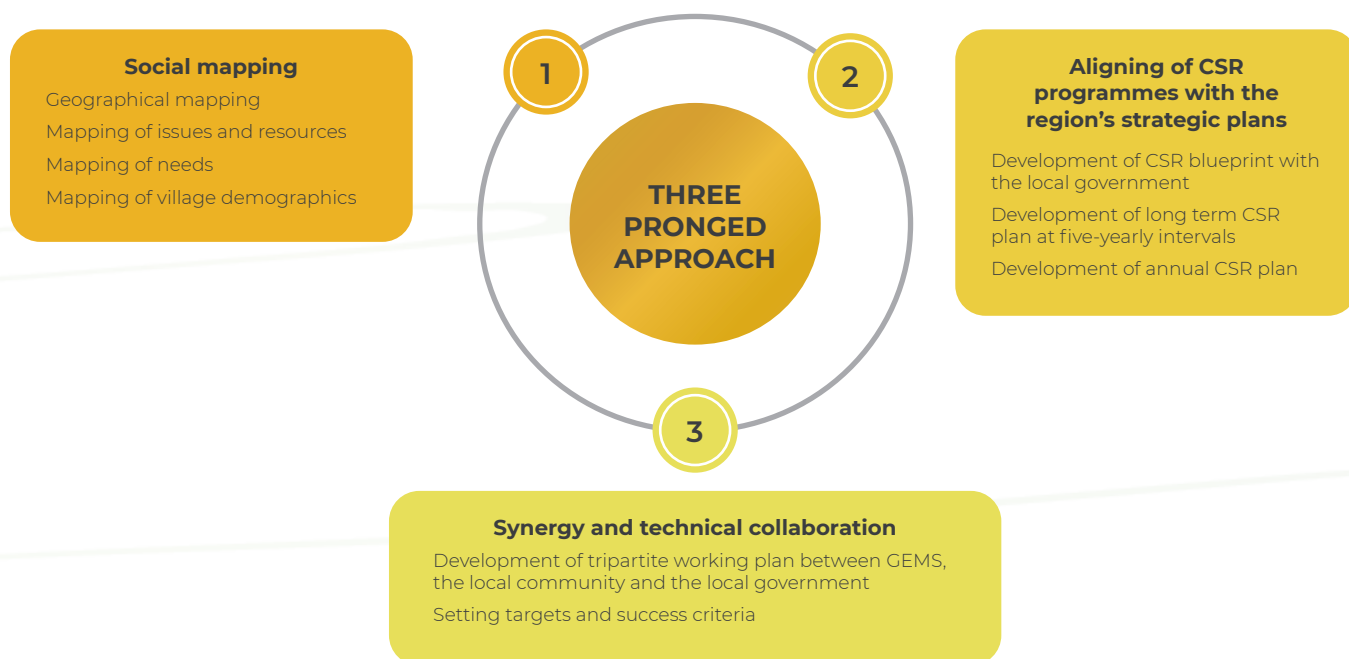 1
Social mapping
Geographical mapping
Mapping of issues and resources
Mapping of needs
Mapping of village demographics
THREE
PRONGED
APPROACH
2
Aligning of CSR
programmes with the
region's strategic plans
Development of CSR blueprint with
the local government
Development of long term CSR
plan at five-yearly intervals
Development of annual CSR plan
3
Synergy and technical collaboration
Development of tripartite working plan between GEMS,
the local community and the local government
Setting targets and success criteria